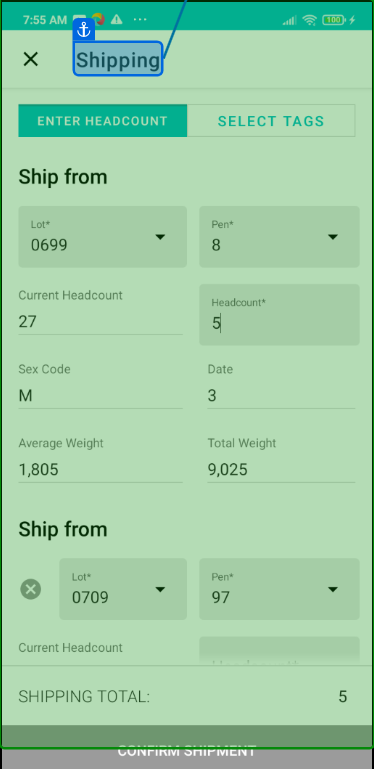 7:55 AM
100
Shipping
ENTER HEADCOUNT SELECT TAGS
Ship from
Lot* Pen*
0699 8
Current Headcount Headcount*
27 5
Sex Code Date
M 3
Average Weight Total Weight
1,805 9,025
Ship from
Lot* Pen*
0709 97
Current Headcount
SHIPPING TOTAL: 5
CONFIRM SHIPMENT